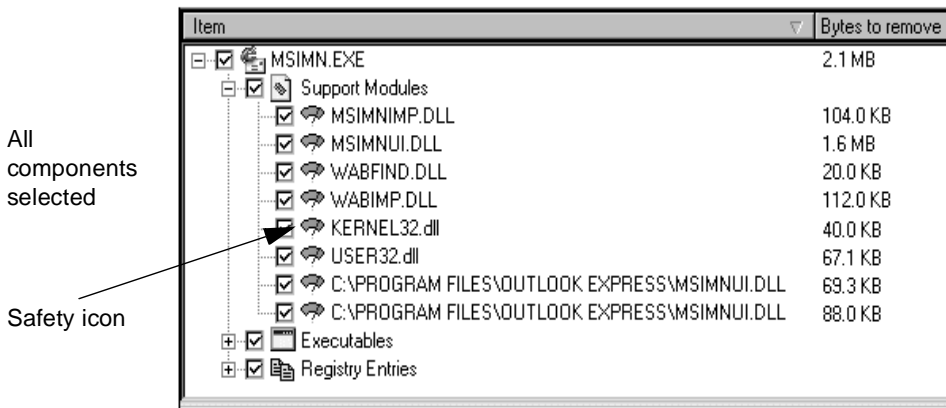 Item Bytes to remove
MSIMN.EXE 2.1 MB
Support Modules
MSIMNIMP.DLL 104.0 KB
MSIMNUI.DLL 1.6 MB
WABFIND.DLL 20.0 KB
WABIMP.DLL 112.0 KB
KERNEL32.dll 40.0 KB
USER32.dll 67.1 KB
C:\PROGRAM FILES\OUTLOOK EXPRESS\MSIMNUI.DLL 69.3 KB
C:\PROGRAM FILES\OUTLOOK EXPRESS\MSIMNUI.DLL 88.0 KB
Executables
Registry Entries
All
components
selected
Safety icon